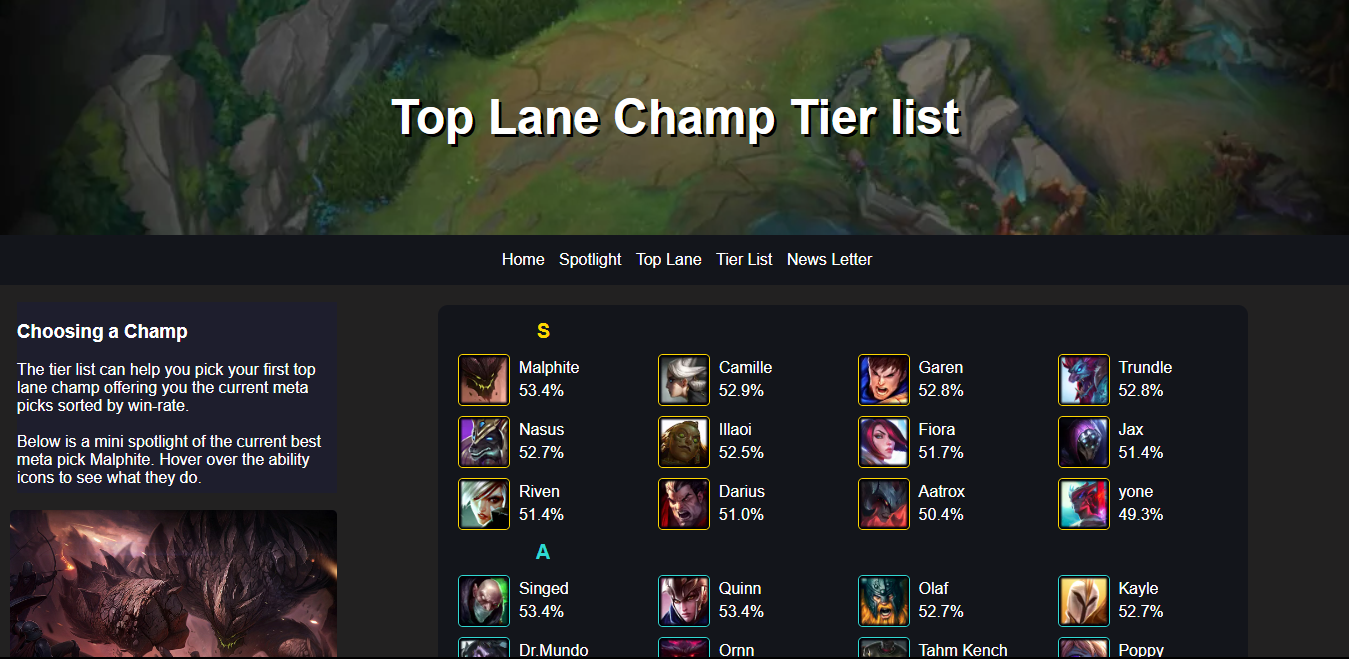 Top Lane Champ Tier list
Home Spotlight Top Lane Tier List News Letter
Choosing a Champ
The tier list can help you pick your first top
lane champ offering you the current meta
picks sorted by win-rate.
Below is a mini spotlight of the current best
meta pick Malphite. Hover over the ability
icons to see what they do.
S
Malphite Camille Garen Trundle
53.4% 52.9% 52.8% 52.8%
Nasus Illaoi Fiora Jax
52.7% 52.5% 51.7% 51.4%
Riven Darius Aatrox yone
51.4% 51.0% 50.4% 49.3%
A
Singed Quinn Olaf Kayle
53.4% 53.4% 52.7% 52.7%
Dr.Mundo Ornn Tahm Kench Poppy